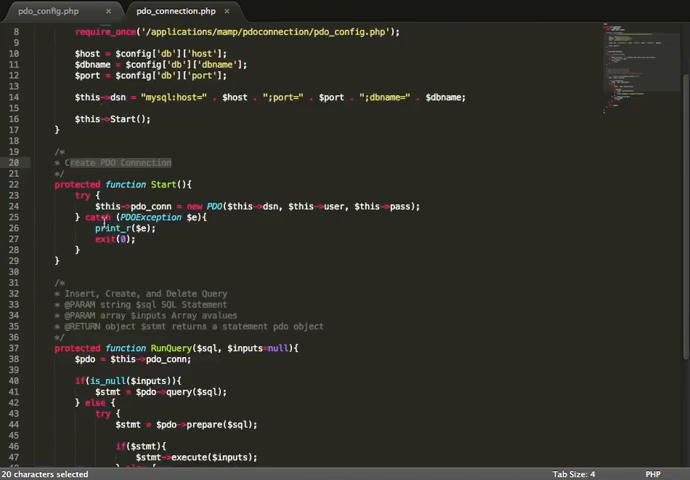 pdo_config.php × pdo_connection.php ×
8 require_once('/applications/mamp/pdoconnection/pdo_config.php');
9
10 $host = $config['db']['host'];
11 $dbname = $config['db']['dbname'];
12 $port = $config['db']['port'];
13
14 $this->dsn = "mysql:host=" . $host . ";port=" . $port . ";dbname=" . $dbname;
15
16 $this->Start();
17 }
18
19 /*
20 * Create PDO Connection
21 */
22 protected function Start(){
23 try {
24 $this->pdo_conn = new PDO($this->dsn, $this->user, $this->pass);
25 } catch (PDOException $e){
26 print_r($e);
27 exit(0);
28 }
29 }
30
31 /*
32 * Insert, Create, and Delete Query
33 * @PARAM string $sql SQL Statement
34 * @PARAM array $inputs Array avalues
35 * @RETURN object $stmt returns a statement pdo object
36 */
37 protected function RunQuery($sql, $inputs=null){
38 $pdo = $this->pdo_conn;
39
40 if(is_null($inputs)){
41 $stmt = $pdo->query($sql);
42 } else {
43 try {
44 $stmt = $pdo->prepare($sql);
45
46 if($stmt){
47 $stmt->execute($inputs);
20 characters selected Tab Size: 4 PHP